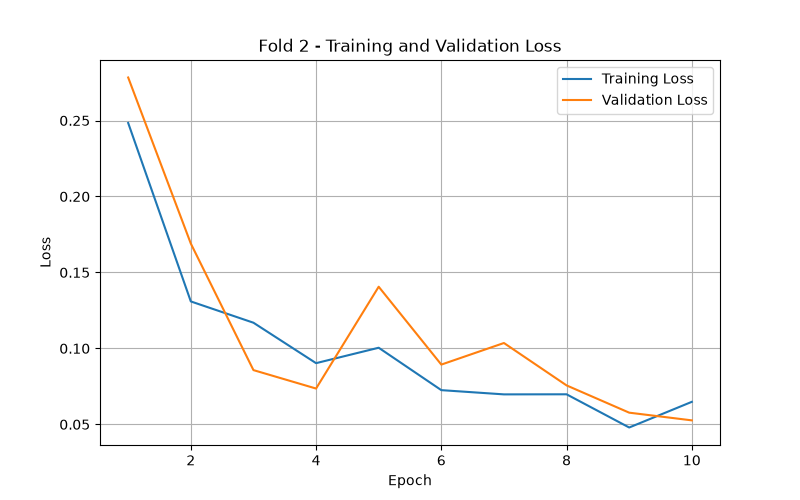 Fold 2 - Training and Validation Loss
Training Loss
Validation Loss
0.25
0.20
0.15
0.10
0.05
Loss
2
4
6
8
10
Epoch